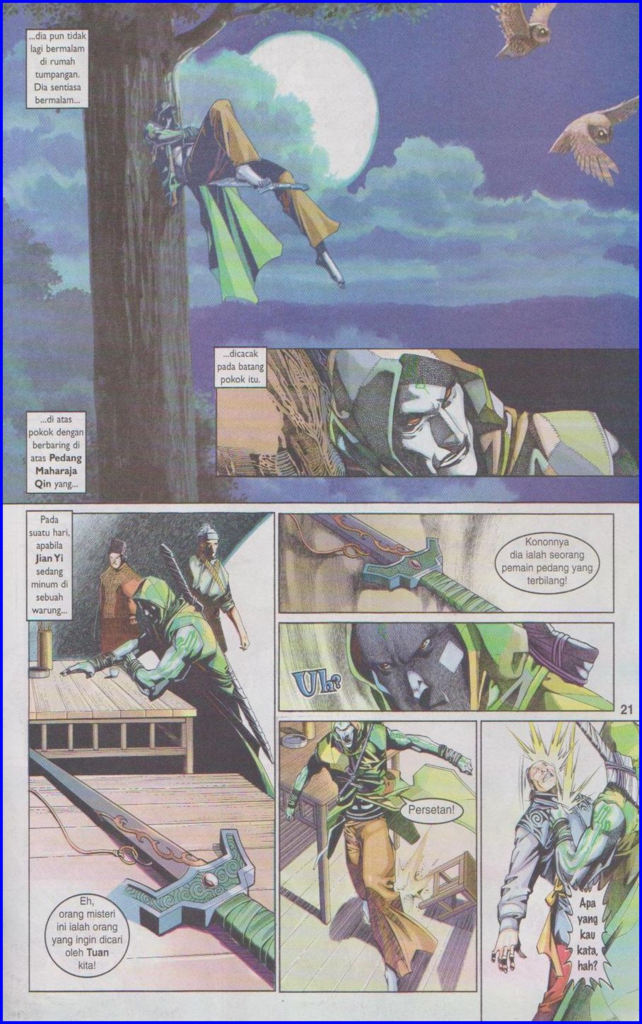 ...dia pun tidak
lagi bermalam
di rumah
tumpangan.
Dia sentiasa
bermalam...
...di atas
pokok dengan
berbaring di
atas Pedang
Maharaja
Qin yang...
...dicacak
pada batang
pokok itu.
Pada
suatu hari,
apabila
Jian Yi
sedang
minum di
sebuah
warung...
Eh,
orang misteri
ini ialah orang
yang ingin dicari
oleh Tuan
kita!
Kononnya
dia ialah seorang
pemain pedang yang
terbilang!
Uh?
21
Persetan!
Apa
yang
kau
kata,
hah?